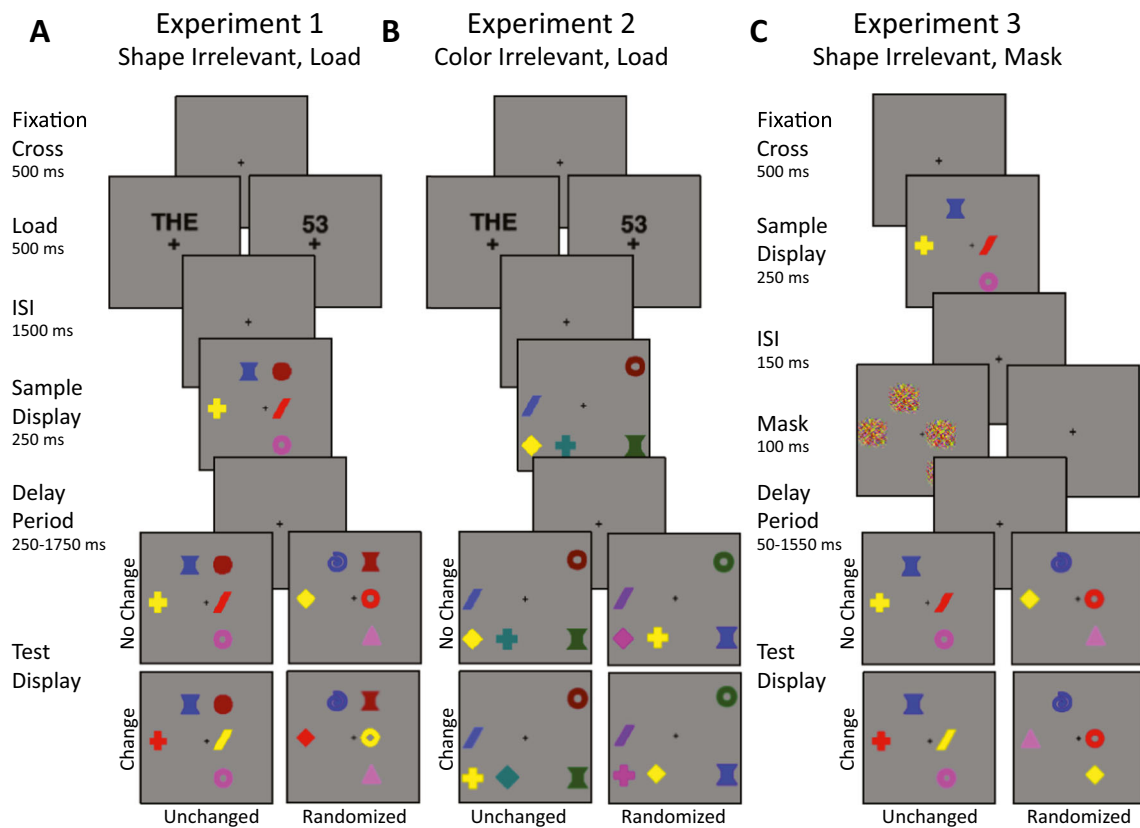 A
Experiment 1
Shape Irrelevant, Load
B
Experiment 2
Color Irrelevant, Load
C
Experiment 3
Shape Irrelevant, Mask
Fixation
Cross
500 ms
Load
500 ms
ISI
1500 ms
Sample
Display
250 ms
Delay
Period
250-1750 ms
Test
Display
THE
53
THE
53
Fixation
Cross
500 ms
Sample
Display
250 ms
ISI
150 ms
Mask
100 ms
Delay
Period
50-1550 ms
Test
Display
No Change
No Change
No Change
Change
Change
Change
Unchanged
Randomized
Unchanged
Randomized
Unchanged
Randomized